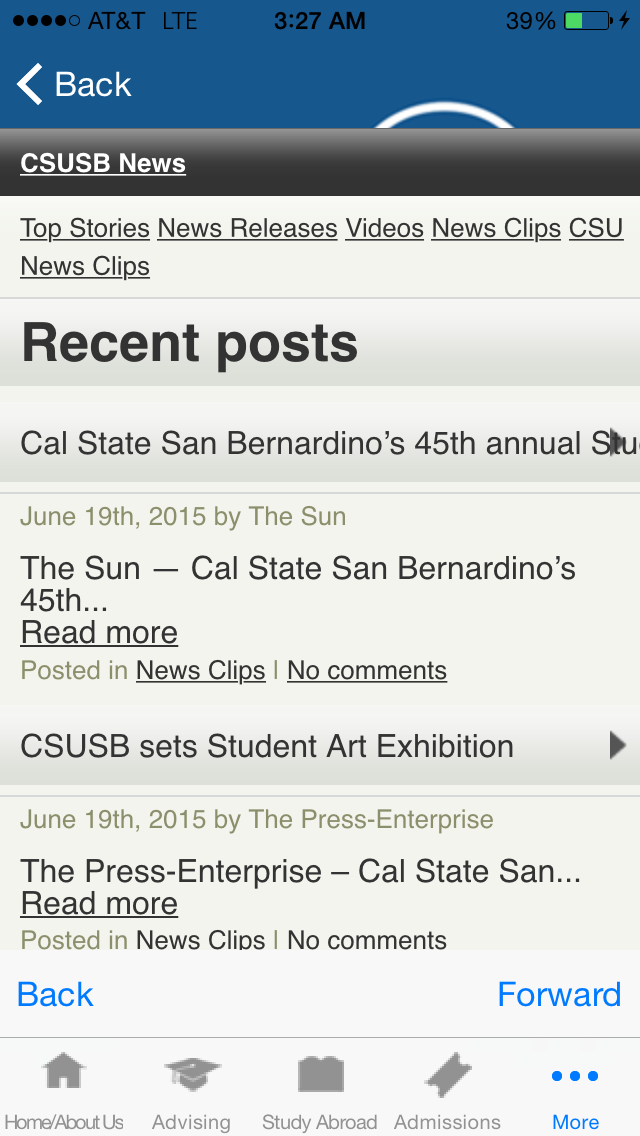 AT&T LTE 3:27 AM 39%
Back
CSUSB News
Top Stories News Releases Videos News Clips CSU
News Clips
Recent posts
Cal State San Bernardino’s 45th annual Stu
June 19th, 2015 by The Sun
The Sun — Cal State San Bernardino’s
45th...
Read more
Posted in News Clips | No comments
CSUSB sets Student Art Exhibition
June 19th, 2015 by The Press-Enterprise
The Press-Enterprise – Cal State San...
Read more
Posted in News Clips | No comments
Back Forward
Home/About Us Advising Study Abroad Admissions More